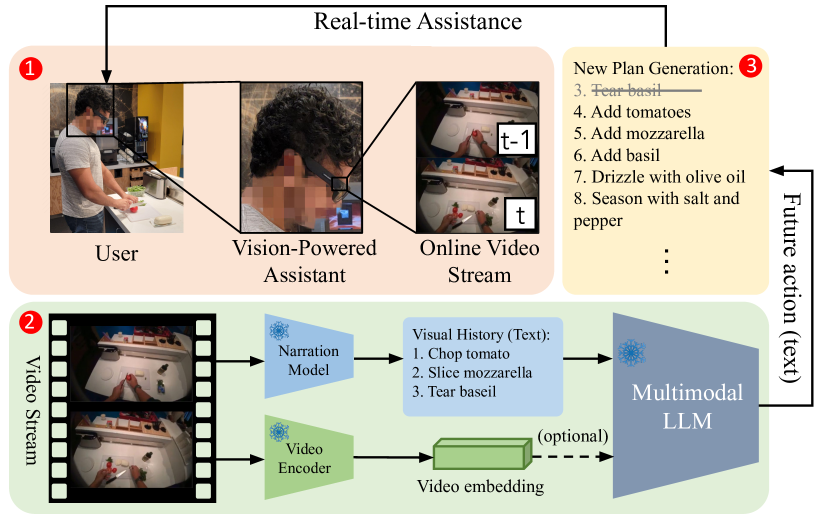 Real-time Assistance
1
User
Vision-Powered
Assistant
t-1
t
Online Video
Stream
3
New Plan Generation:
3. Tear basil
4. Add tomatoes
5. Add mozzarella
6. Add basil
7. Drizzle with olive oil
8. Season with salt and
pepper
⋮
Future action (text)
2
Video Stream
Narration
Model
Visual History (Text):
1. Chop tomato
2. Slice mozzarella
3. Tear baseil
Video
Encoder
Video embedding
(optional)
Multimodal
LLM